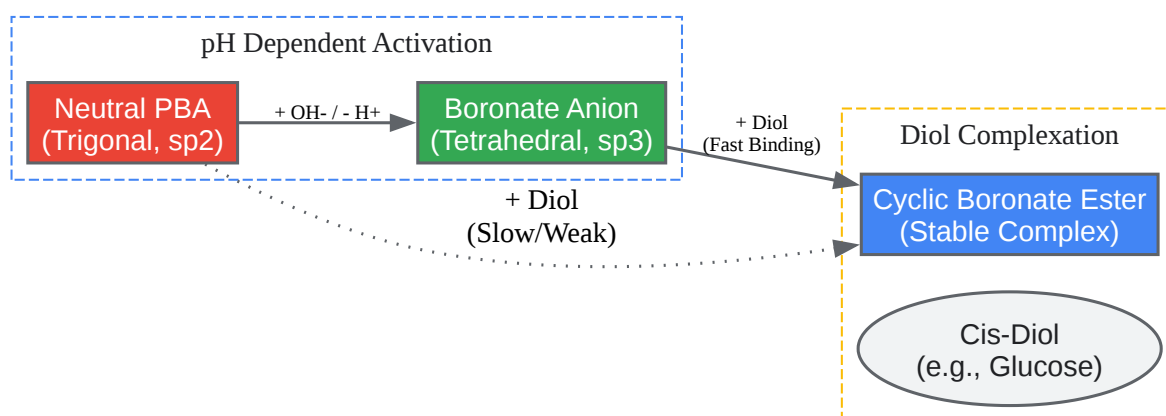 pH Dependent Activation
Neutral PBA
(Trigonal, sp2)
+ OH- / - H+
Boronate Anion
(Tetrahedral, sp3)
+ Diol
(Fast Binding)
+ Diol
(Slow/Weak)
Diol Complexation
Cyclic Boronate Ester
(Stable Complex)
Cis-Diol
(e.g., Glucose)